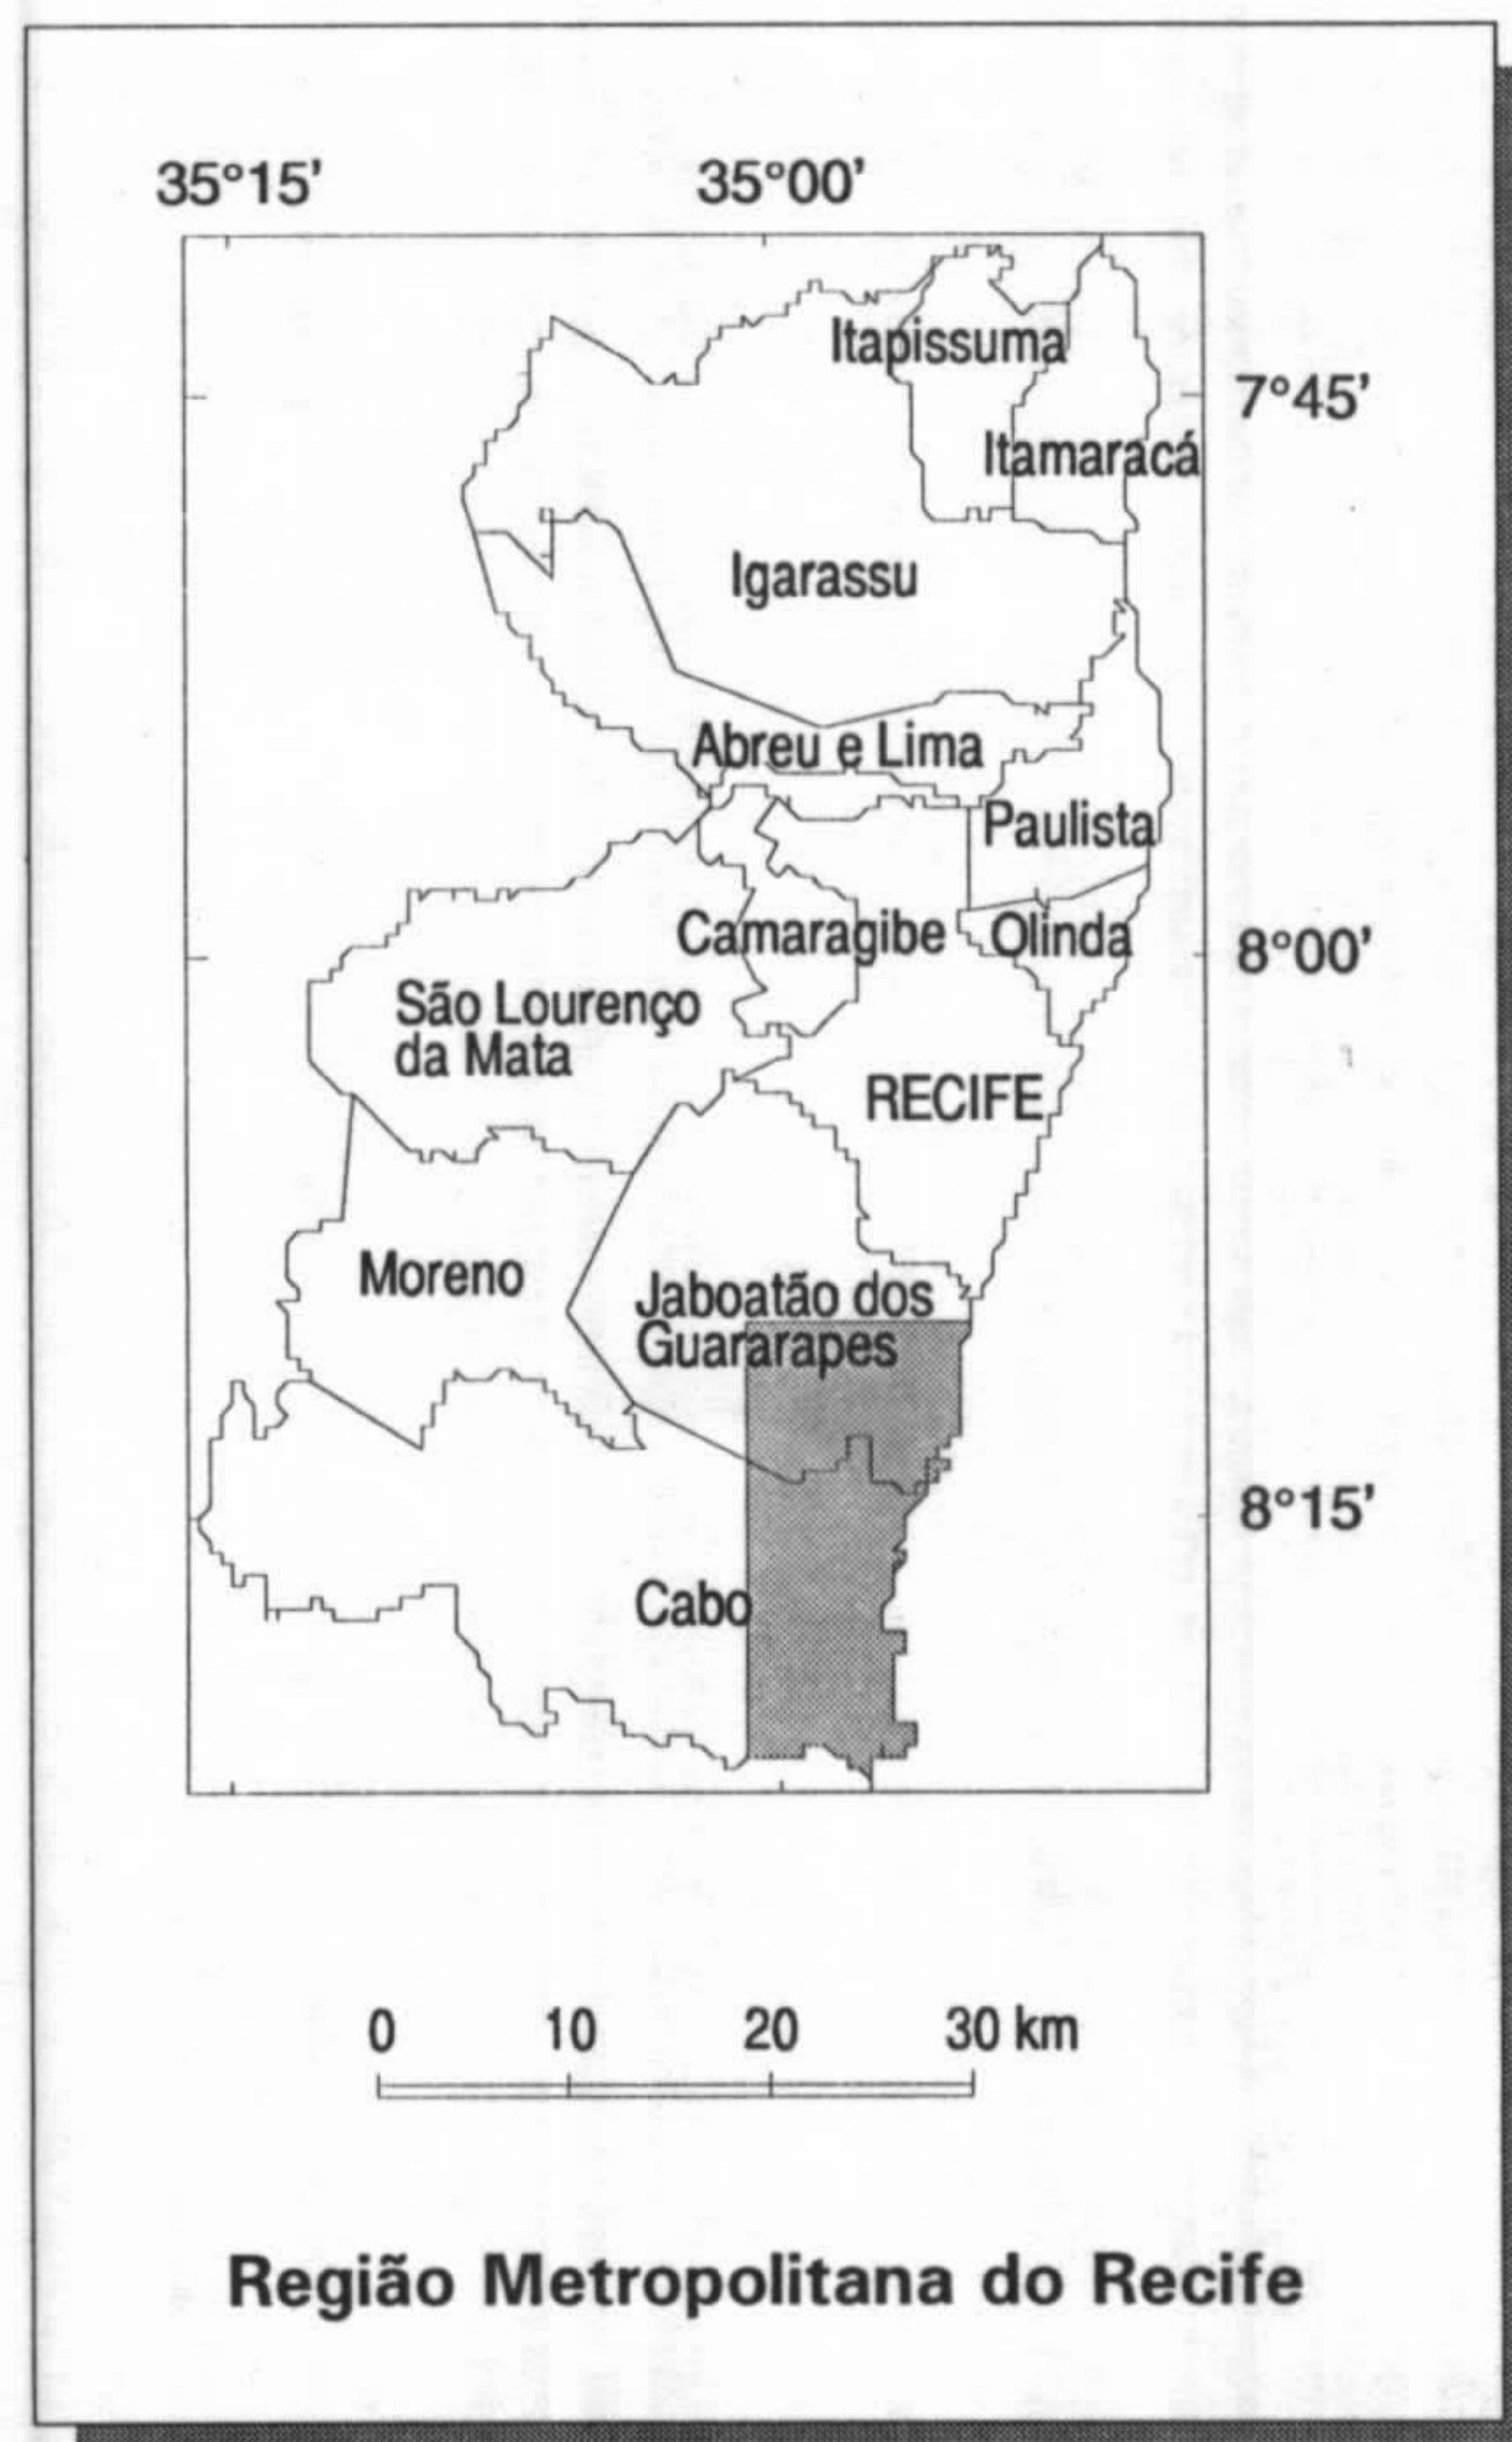 35°15' 35°00'
Itapissuma
7°45'
Itamaracá
Igarassu
Abreu e Lima
Paulista
Camaragibe
Olinda
8°00'
São Lourenço
da Mata
RECIFE
Moreno
Jaboatão dos
Guararapes
8°15'
Cabo
0 10 20 30 km
Região Metropolitana do Recife